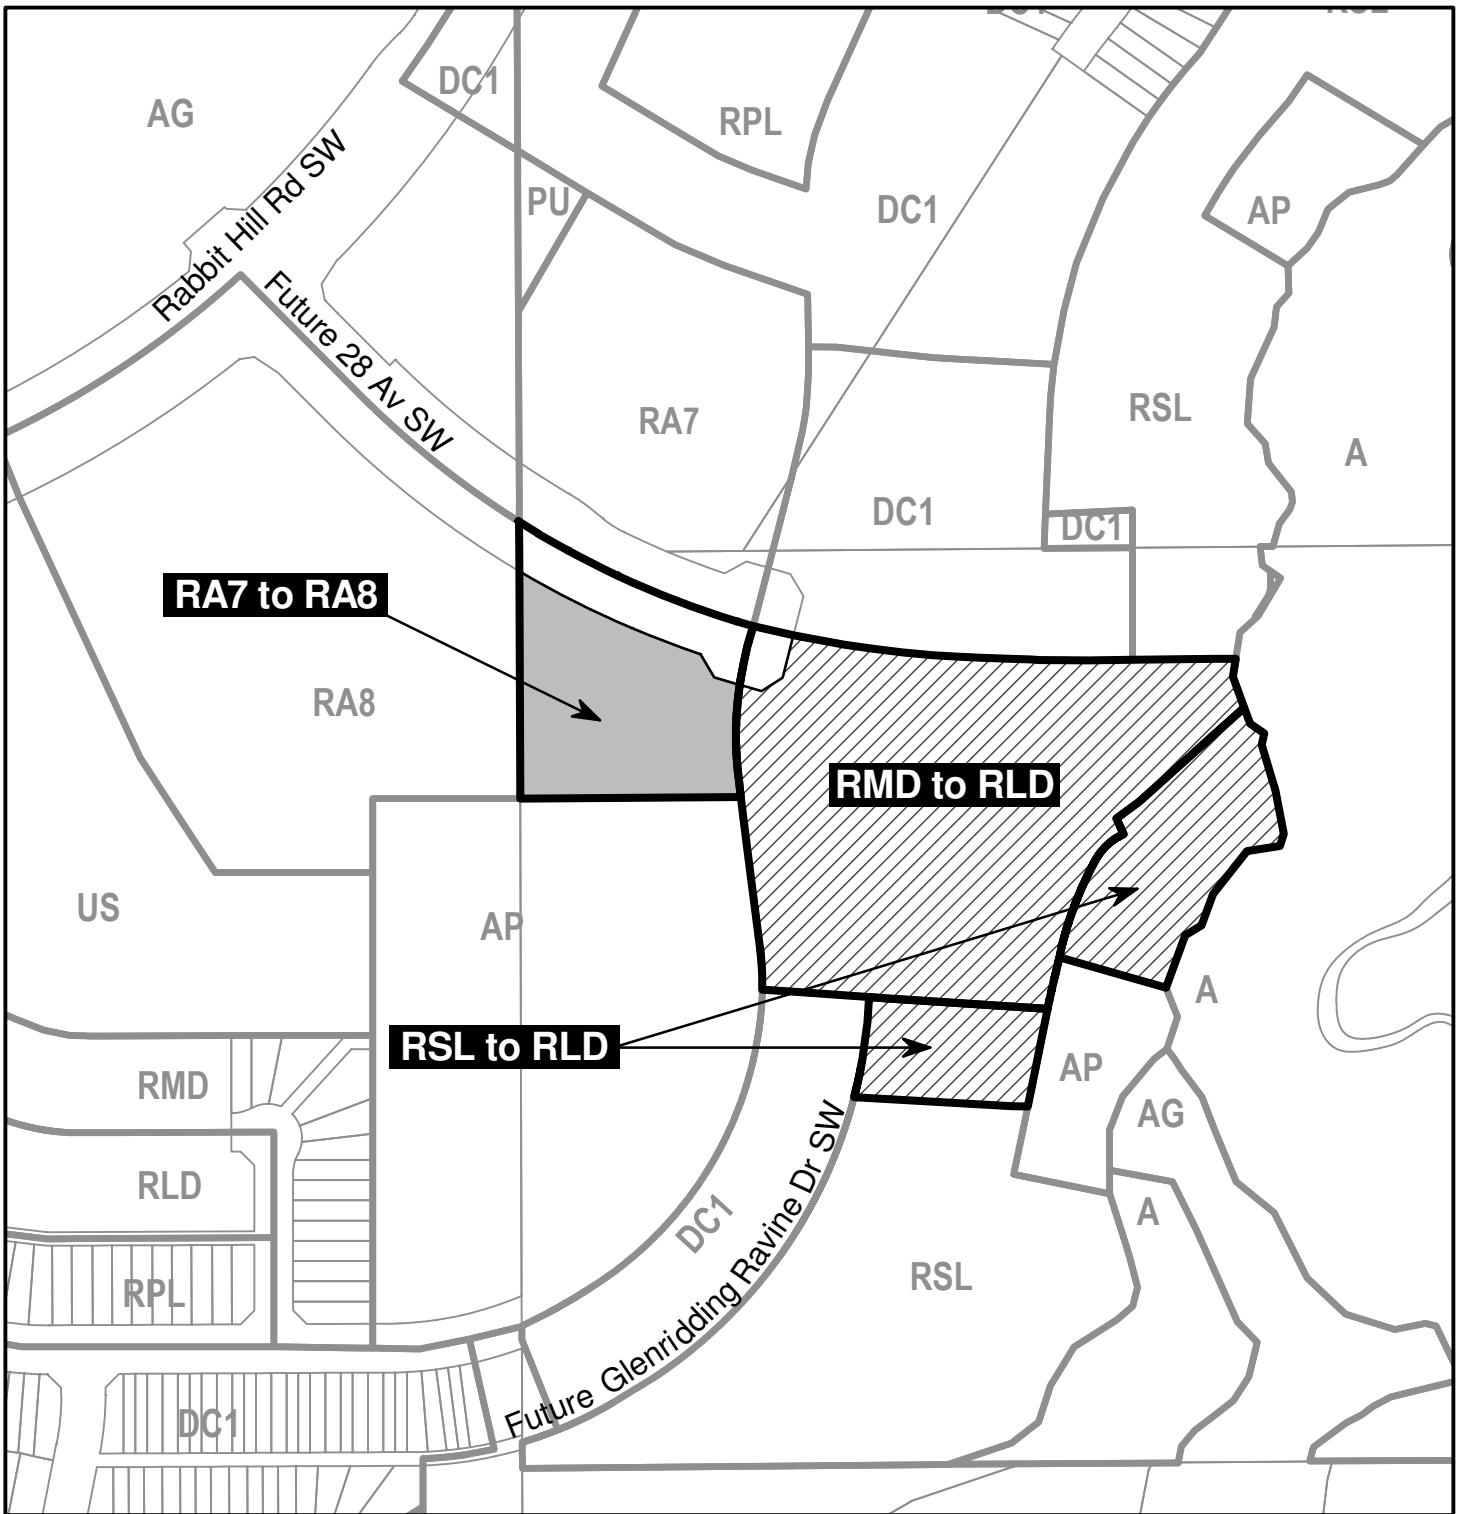 DC1
RSL
AG
DC1
RPL
Rabbit Hill Rd SW
PU
DC1
AP
Future 28 Av SW
RA7
RSL
A
DC1
DC1
RA7 to RA8
RA8
RMD to RLD
US
AP
A
RSL to RLD
RMD
AP
AG
RLD
DC1
A
Future Glenridding Ravine Dr SW
RSL
RPL
DC1